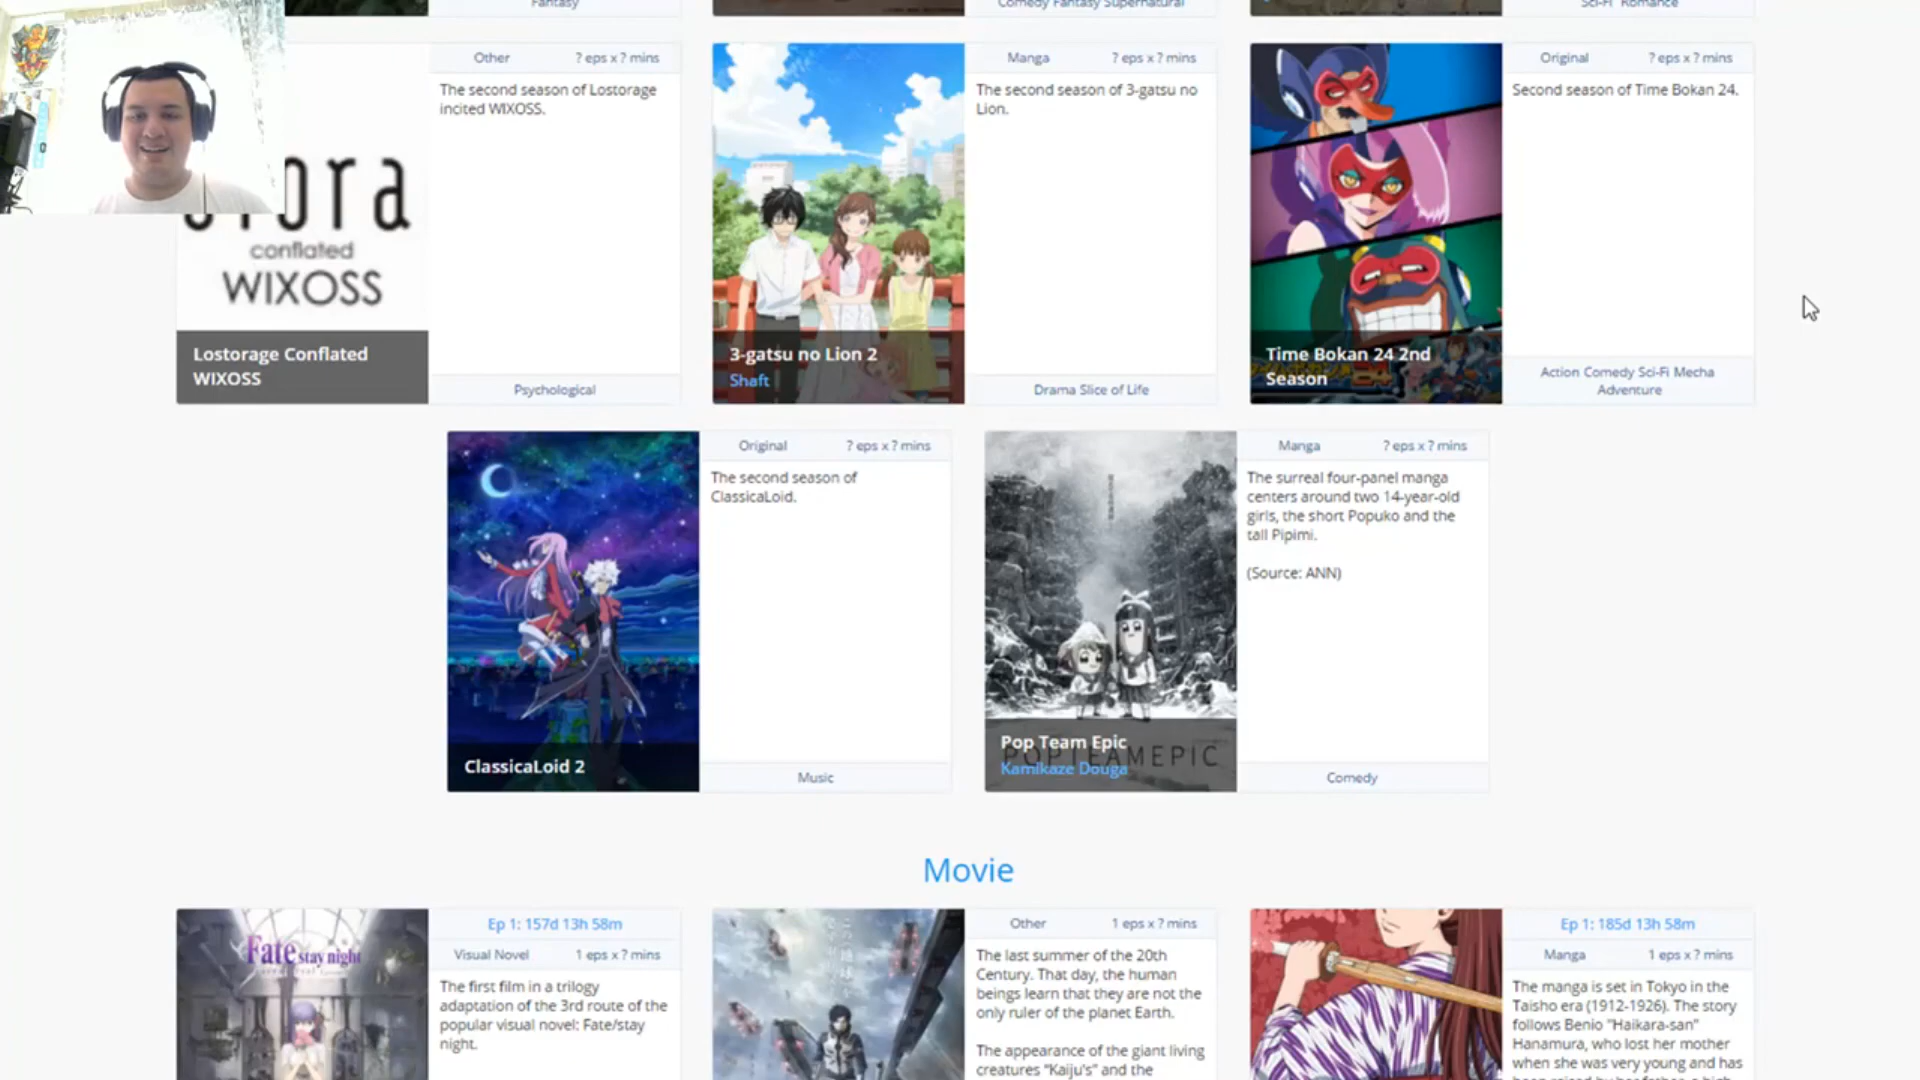 Fantasy
Comedy Fantasy Supernatural
Sci-Fi Romance
Other ? eps x ? mins
The second season of Lostorage
incited WIXOSS.
conflated
WIXOSS
Lostorage Conflated
WIXOSS
Psychological
Manga ? eps x ? mins
The second season of 3-gatsu no
Lion.
3-gatsu no Lion 2
Shaft
Drama Slice of Life
Original ? eps x ? mins
Second season of Time Bokan 24.
Time Bokan 24 2nd
Season
Action Comedy Sci-Fi Mecha
Adventure
Original ? eps x ? mins
The second season of
ClassicaLoid.
ClassicaLoid 2
Music
Manga ? eps x ? mins
The surreal four-panel manga
centers around two 14-year-old
girls, the short Popuko and the
tall Pipimi.
(Source: ANN)
Pop Team Epic
POPTEAMEPIC
Kamikaze Douga
Comedy
Movie
Fate stay night
Ep 1: 157d 13h 58m
Visual Novel 1 eps x ? mins
The first film in a trilogy
adaptation of the 3rd route of the
popular visual novel: Fate/stay
night.
Other 1 eps x ? mins
The last summer of the 20th
Century. That day, the human
beings learn that they are not the
only ruler of the planet Earth.
The appearance of the giant living
creatures "Kaiju's" and the
Ep 1: 185d 13h 58m
Manga 1 eps x ? mins
The manga is set in Tokyo in the
Taisho era (1912-1926). The story
follows Benio "Haikara-san"
Hanamura, who lost her mother
when she was very young and has